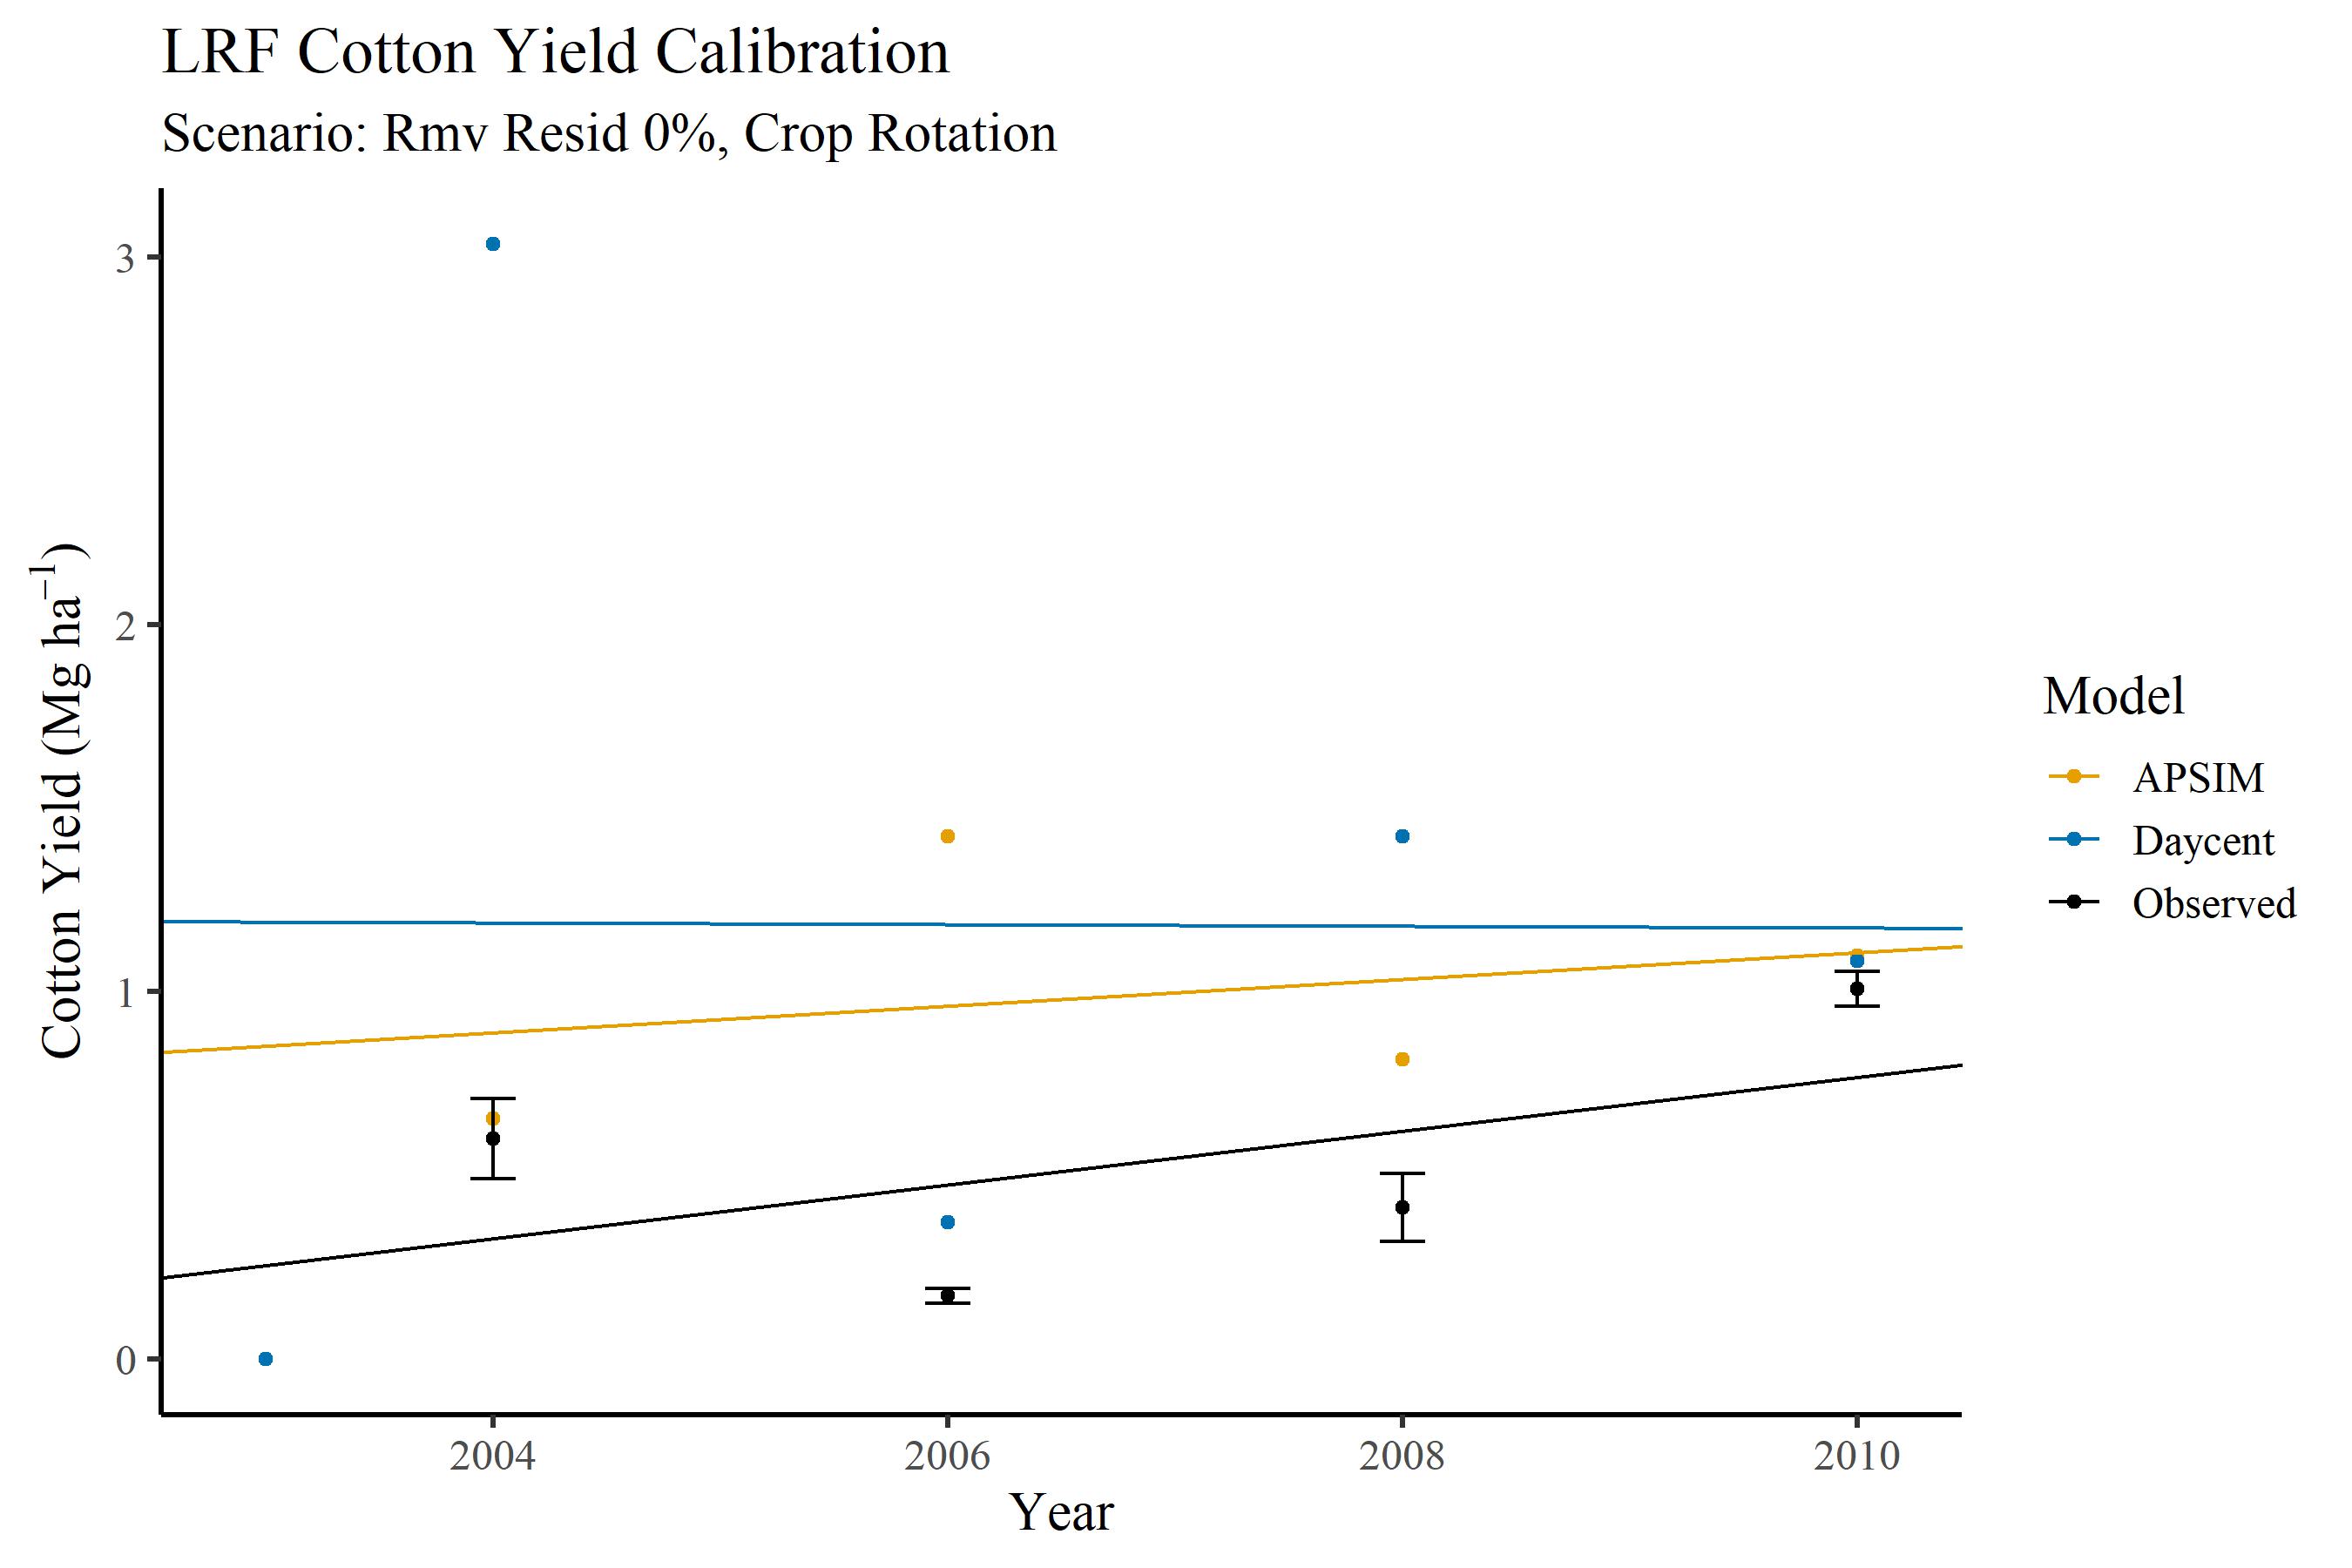 LRF Cotton Yield Calibration
Scenario: Rmv Resid 0%, Crop Rotation
Cotton Yield (Mg ha⁻¹)
3
2
1
0
2004 2006 2008 2010
Year
Model
APSIM
Daycent
Observed